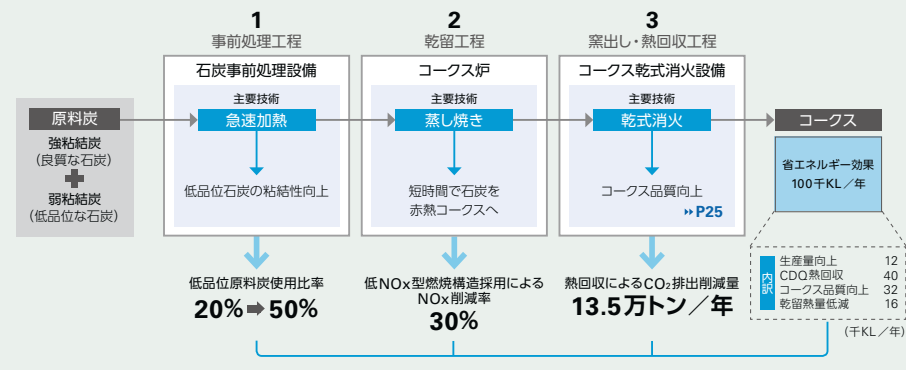 1
事前処理工程
2
乾留工程
3
窯出し・熱回収工程
原料炭
強粘結炭
(良質な石炭)
弱粘結炭
(低品位な石炭)
石炭事前処理設備
主要技術
急速加熱
低品位石炭の粘結性向上
コークス炉
主要技術
蒸し焼き
短時間で石炭を
赤熱コークスへ
コークス乾式消火設備
主要技術
乾式消火
コークス品質向上
P25
コークス
省エネルギー効果
100千KL/年
低品位原料炭使用比率
20% 50%
低NOx型燃焼構造採用による
NOx削減率
30%
熱回収によるCO₂排出削減量
13.5万トン/年
内訳
生産量向上 12
CDQ熱回収 40
コークス品質向上 32
乾留熱量低減 16
(千KL/年)